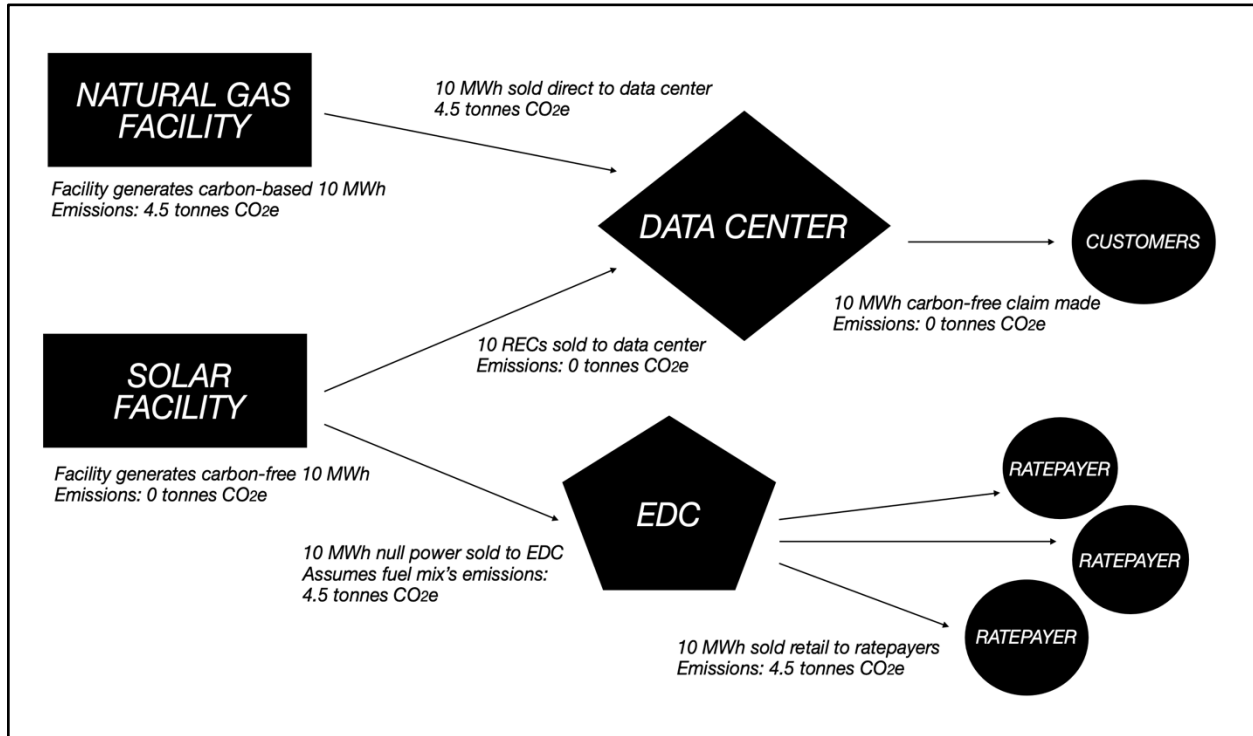 NATURAL GAS
FACILITY
Facility generates carbon-based 10 MWh
Emissions: 4.5 tonnes CO2e
10 MWh sold direct to data center
4.5 tonnes CO2e
DATA CENTER
CUSTOMERS
10 MWh carbon-free claim made
Emissions: 0 tonnes CO2e
10 RECs sold to data center
Emissions: 0 tonnes CO2e
SOLAR
FACILITY
Facility generates carbon-free 10 MWh
Emissions: 0 tonnes CO2e
10 MWh null power sold to EDC
Assumes fuel mix's emissions:
4.5 tonnes CO2e
EDC
RATEPAYER
RATEPAYER
RATEPAYER
10 MWh sold retail to ratepayers
Emissions: 4.5 tonnes CO2e